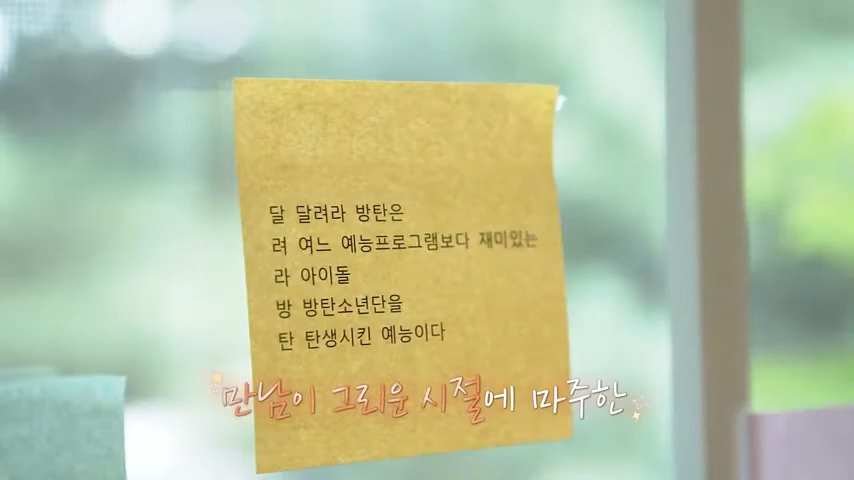 달 달려라 방탄은
려 여느 예능프로그램보다 재미있는
라 아이돌
방 방탄소년단을
탄 탄생시킨 예능이다
만남이 그리운 시절에 마주한